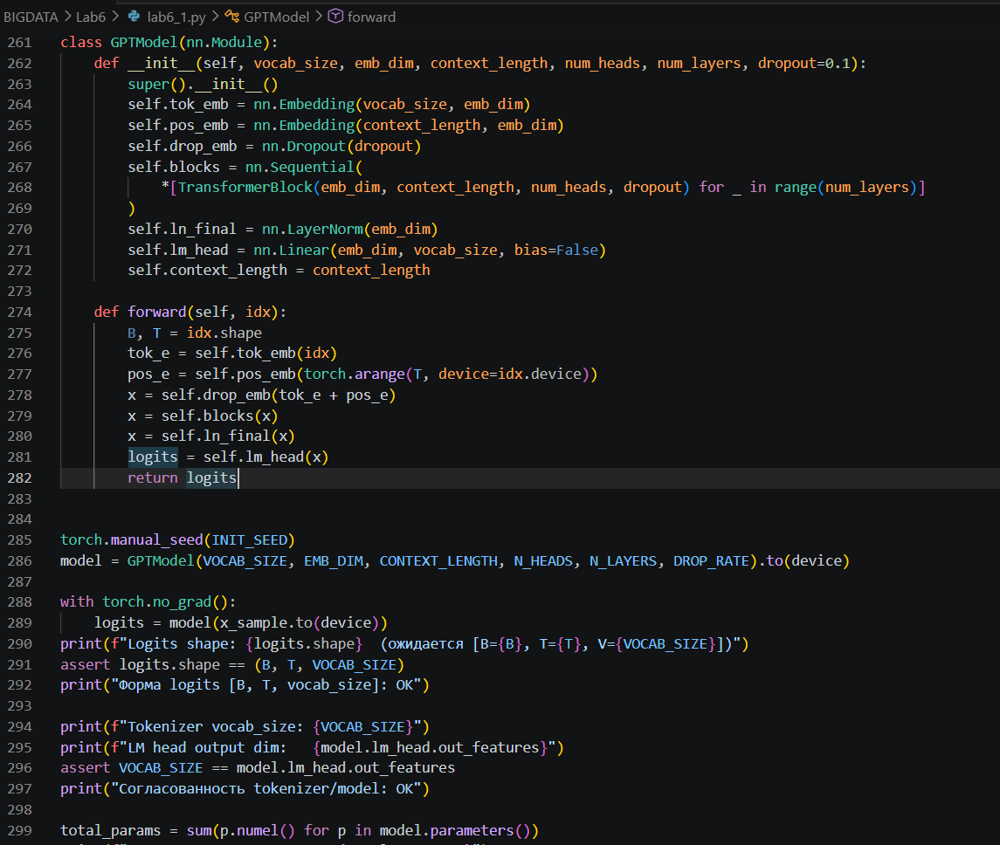 BIGDATA > Lab6 > lab6_1.py > GPTModel > forward
261 class GPTModel(nn.Module):
262     def __init__(self, vocab_size, emb_dim, context_length, num_heads, num_layers, dropout=0.1):
263         super().__init__()
264         self.tok_emb = nn.Embedding(vocab_size, emb_dim)
265         self.pos_emb = nn.Embedding(context_length, emb_dim)
266         self.drop_emb = nn.Dropout(dropout)
267         self.blocks = nn.Sequential(
268             *[TransformerBlock(emb_dim, context_length, num_heads, dropout) for _ in range(num_layers)]
269         )
270         self.ln_final = nn.LayerNorm(emb_dim)
271         self.lm_head = nn.Linear(emb_dim, vocab_size, bias=False)
272         self.context_length = context_length
273
274     def forward(self, idx):
275         B, T = idx.shape
276         tok_e = self.tok_emb(idx)
277         pos_e = self.pos_emb(torch.arange(T, device=idx.device))
278         x = self.drop_emb(tok_e + pos_e)
279         x = self.blocks(x)
280         x = self.ln_final(x)
281         logits = self.lm_head(x)
282         return logits
283
284
285 torch.manual_seed(INIT_SEED)
286 model = GPTModel(VOCAB_SIZE, EMB_DIM, CONTEXT_LENGTH, N_HEADS, N_LAYERS, DROP_RATE).to(device)
287
288 with torch.no_grad():
289     logits = model(x_sample.to(device))
290 print(f"Logits shape: {logits.shape}  (ожидается [B={B}, T={T}, V={VOCAB_SIZE}])")
291 assert logits.shape == (B, T, VOCAB_SIZE)
292 print("Форма logits [B, T, vocab_size]: OK")
293
294 print(f"Tokenizer vocab_size: {VOCAB_SIZE}")
295 print(f"LM head output dim:   {model.lm_head.out_features}")
296 assert VOCAB_SIZE == model.lm_head.out_features
297 print("Согласованность tokenizer/model: OK")
298
299 total_params = sum(p.numel() for p in model.parameters())